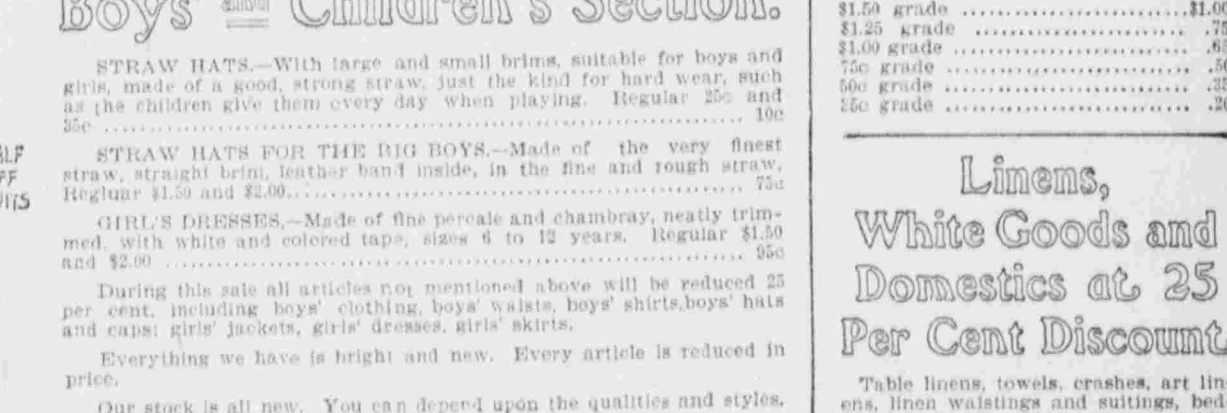 Boys' and Children's Section.
STRAW HATS.—With large and small brims, suitable for boys and
girls, made of a good, strong straw, just the kind for hard wear, such
as the children give them every day when playing. Regular 25c and
35c ........ 10c
STRAW HATS FOR THE BIG BOYS.—Made of the very finest
straw, straight brim, leather band inside, in the fine and rough straw.
Regluar $1.50 and $2.00........ 75c
GIRL'S DRESSES,—Made of fine percale and chambray, neatly trim-
med, with white and colored tape, sizes 6 to 12 years. Regular $1.50
and $2.00 ........ 95c
During this sale all articles not mentioned above will be reduced 25
per cent, including boys' clothing, boys' waists, boys' shirts,boys' hats
and caps; girls' jackets, girls' dresses, girls' skirts.
Everything we have is bright and new. Every article is reduced in
price.
Our stock is all new. You can depend upon the qualities and styles.
$1.50 grade ........$1.00
$1.25 grade ........
$1.00 grade ........
75c grade ........
50c grade ........
35c grade ........
Linens,
White Goods and
Domestics at 25
Per Cent Discount
Table linens, towels, crashes, art lin-
ens, linen waistings and suitings, bed